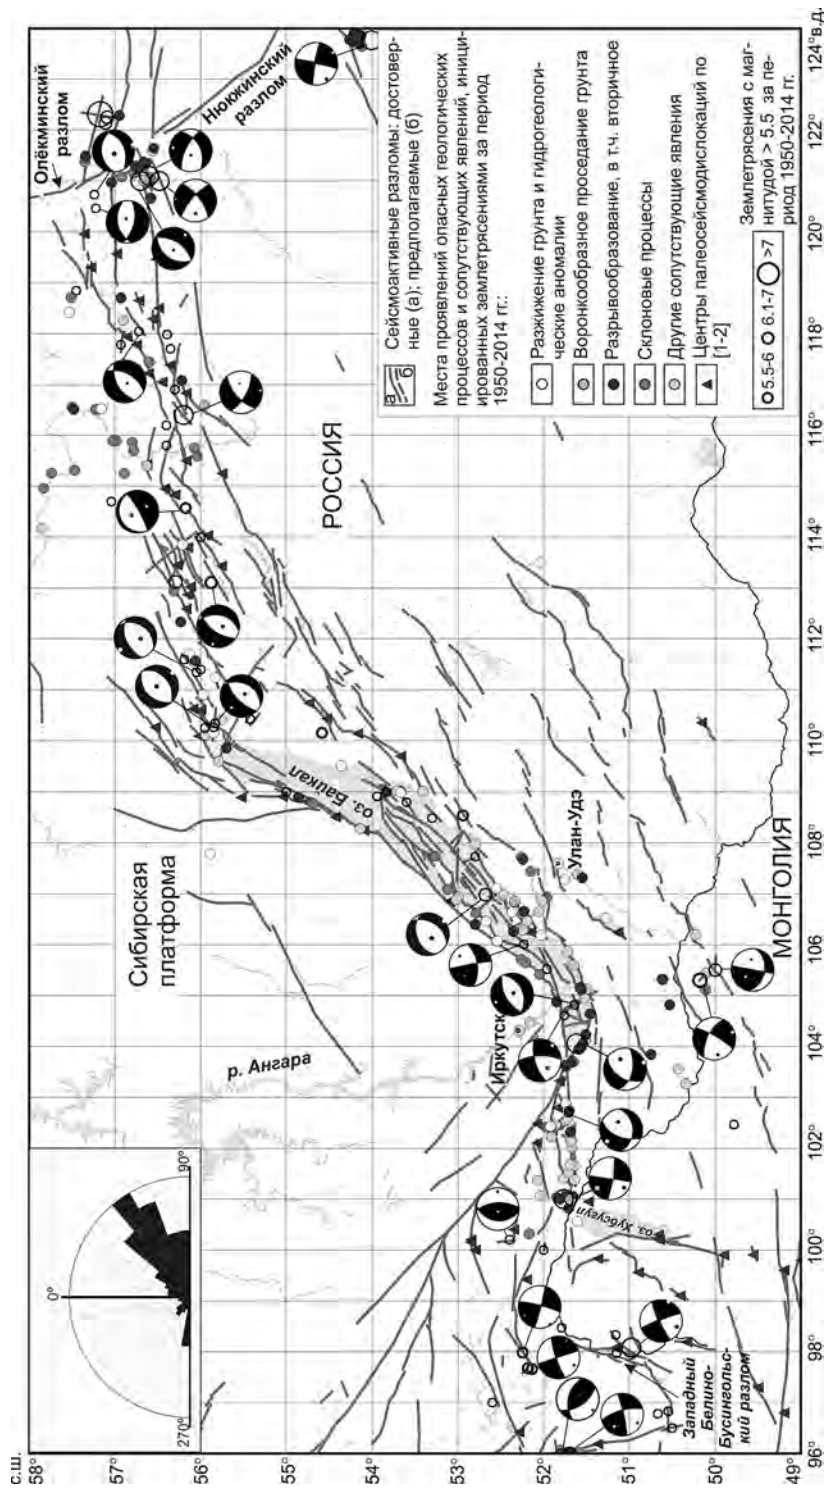 с.ш.
58°
57°
56°
55°
54°
53°
52°
51°
50°
49°
96°
98°
100°
102°
104°
106°
108°
110°
112°
114°
116°
118°
120°
122°
124°в.д.
270°
0°
90°
Сибирская
платформа
р. Ангара
Иркутск
оз. Байкал
Улан-Удэ
оз. Хубсугул
РОССИЯ
МОНГОЛИЯ
Западный
Белино-
Бусингольс-
кий разлом
Олёкминский
разлом
Нююкжинский
разлом
а
б
Сейсмоактивные разломы: достовер-
ные (а); предполагаемые (б)
Места проявлений опасных геологических
процессов и сопутствующих явлений, иници-
ированных землетрясениями за период
1950-2014 гг.:
Разжижение грунта и гидрогеологи-
ческие аномалии
Воронкообразное проседание грунта
Разрывообразование, в т.ч. вторичное
Склоновые процессы
Другие сопутствующие явления
Центры палеосейсмодислокаций по
[1-2]
5.5-6 6.1-7 >7
Землетрясения с маг-
нитудой > 5.5 за пе-
риод 1950-2014 гг.